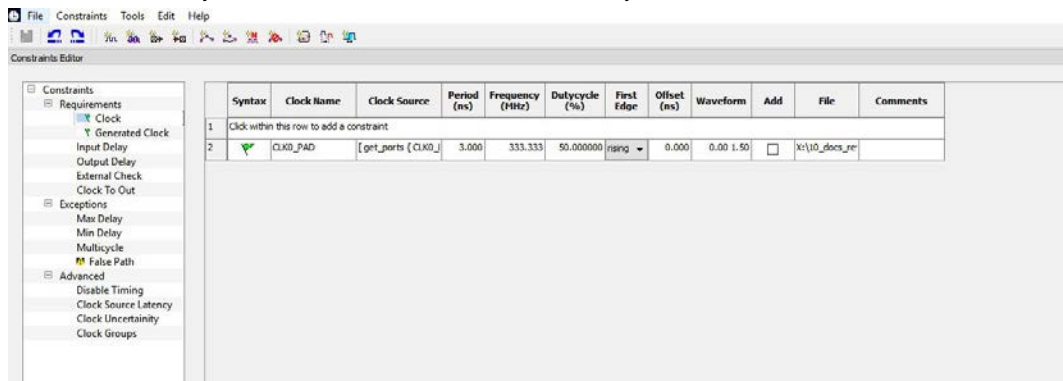 File Constraints Tools Edit Help
Constraints Editor
Constraints
Requirements
Clock
Generated Clock
Input Delay
Output Delay
External Check
Clock To Out
Exceptions
Max Delay
Min Delay
Multicycle
False Path
Advanced
Disable Timing
Clock Source Latency
Clock Uncertainity
Clock Groups
Syntax Clock Name Clock Source Period (ns) Frequency (MHz) Dutycycle (%) First Edge Offset (ns) Waveform Add File Comments
1 Click within this row to add a constraint
2 CLK0_PAD [ get_ports { CLK0_ 3.000 333.333 50.000000 rising 0.000 0.00 1.50 X:\10_docs_re